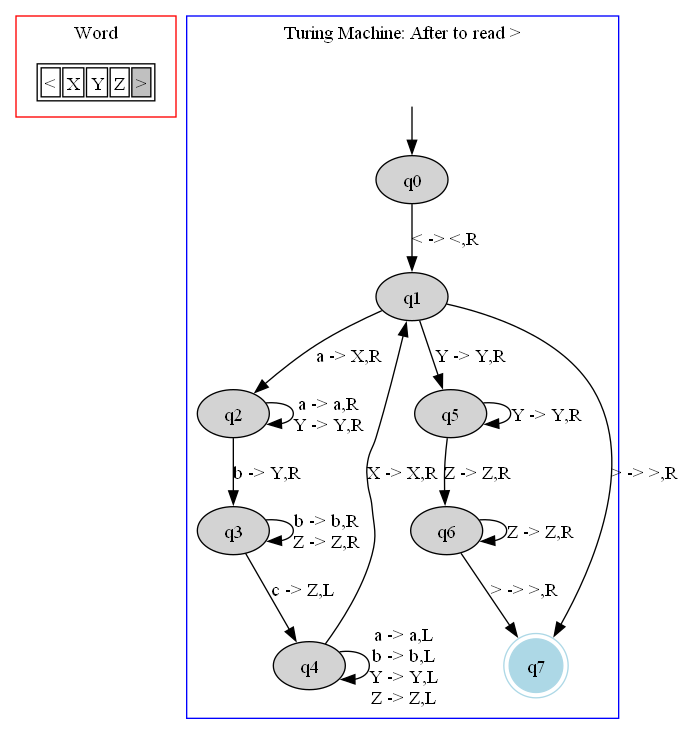 Word
< X Y Z >
Turing Machine: After to read >
q0
< -> <,R
q1
a -> X,R
Y -> Y,R
q2
a -> a,R
Y -> Y,R
q5
Y -> Y,R
b -> Y,R
X -> X,R
Z -> Z,R
> -> >,R
q3
b -> b,R
Z -> Z,R
q6
Z -> Z,R
c -> Z,L
> -> >,R
q4
a -> a,L
b -> b,L
Y -> Y,L
Z -> Z,L
q7